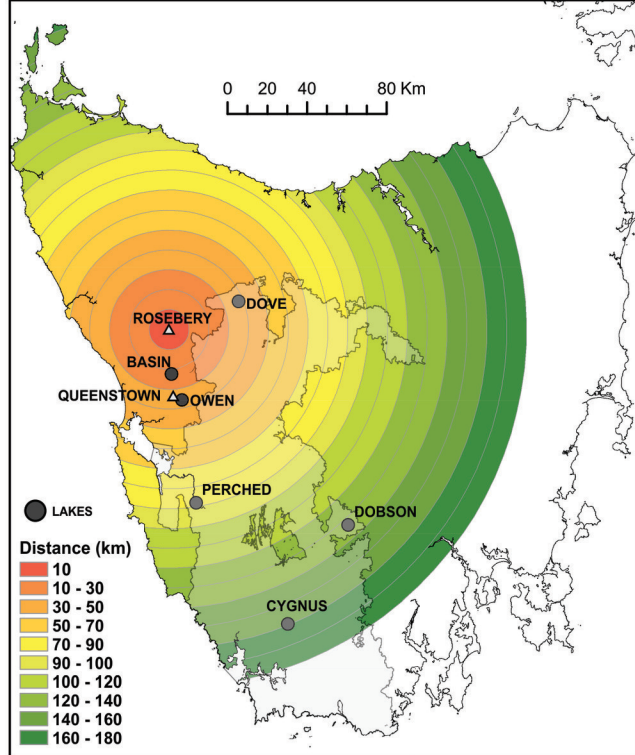 0 20 40 80 Km
DOVE
ROSEBERY
BASIN
QUEENSTOWN
OWEN
PERCHED
DOBSON
LAKES
Distance (km)
10
10 - 30
30 - 50
50 - 70
70 - 90
90 - 100
100 - 120
120 - 140
140 - 160
160 - 180
CYGNUS